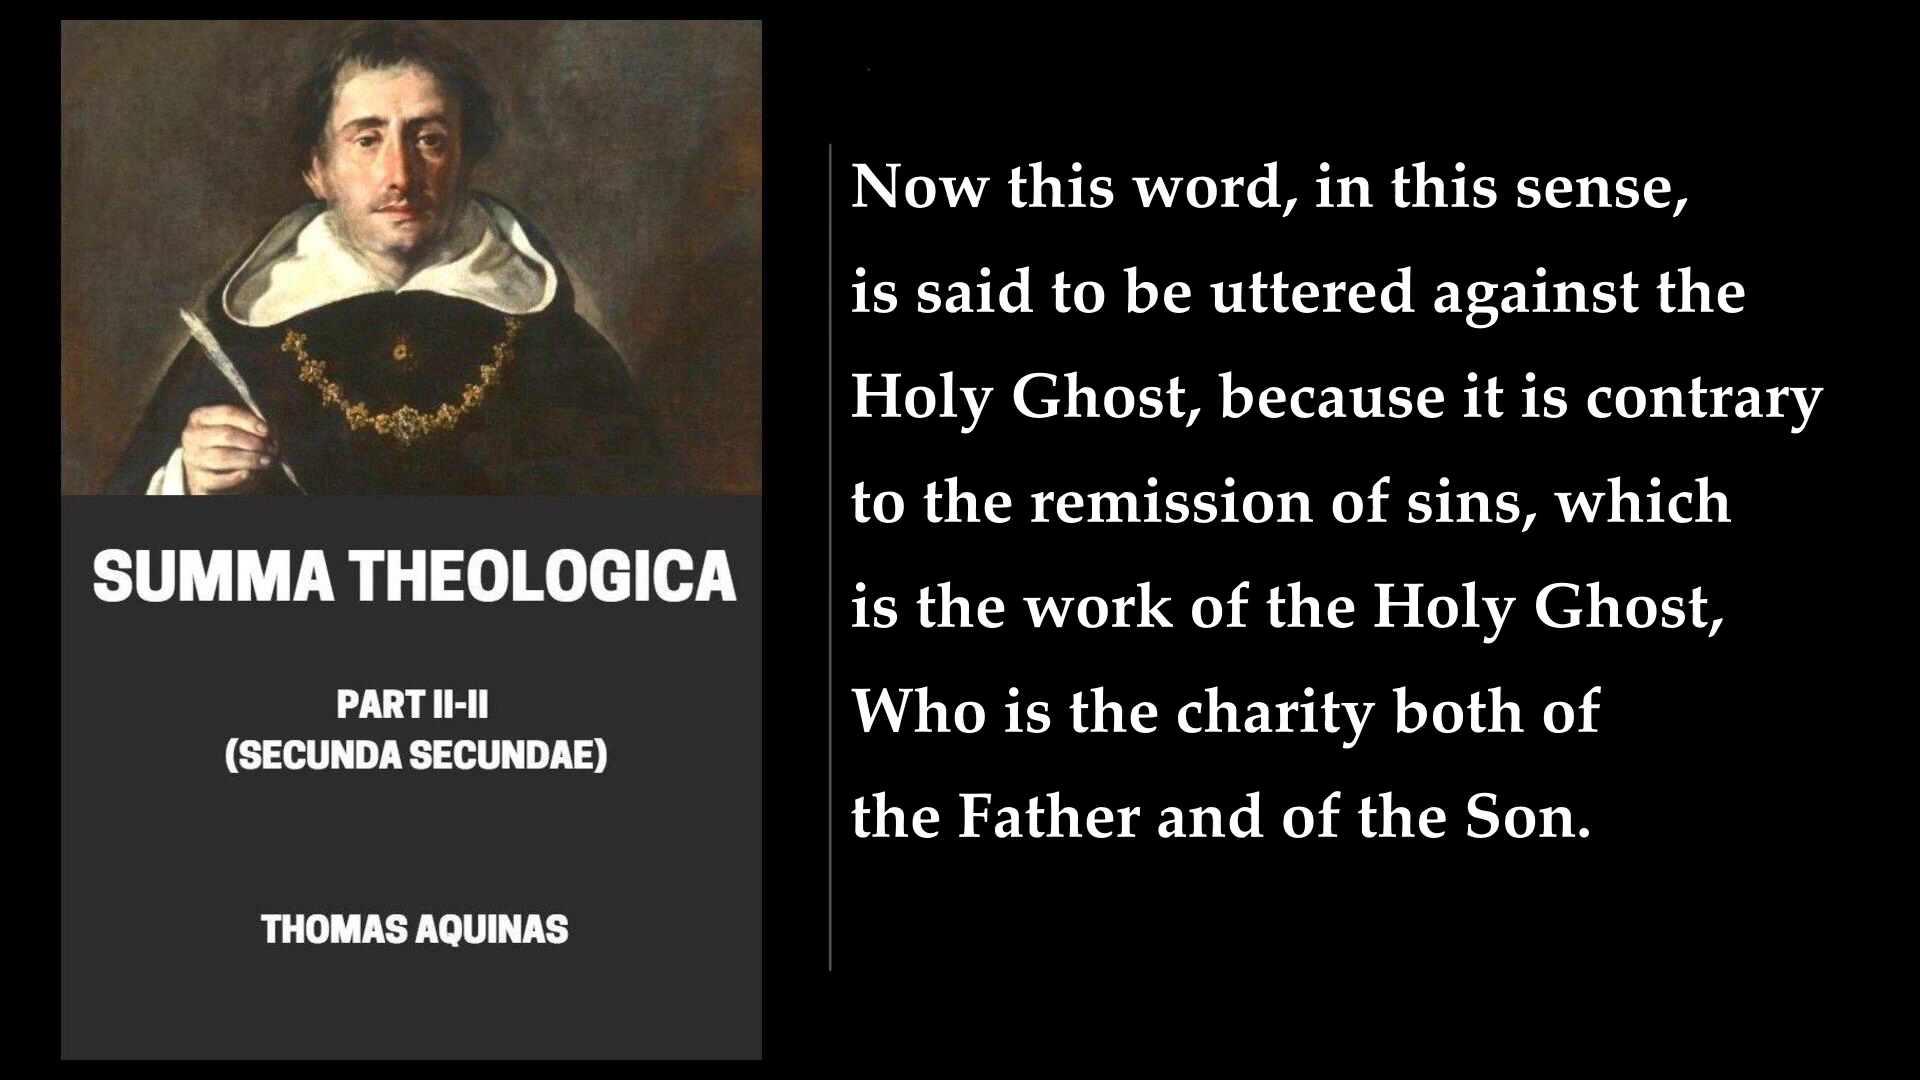 SUMMA THEOLOGICA
PART II-II
(SECUNDA SECUNDAE)
THOMAS AQUINAS
Now this word, in this sense,
is said to be uttered against the
Holy Ghost, because it is contrary
to the remission of sins, which
is the work of the Holy Ghost,
Who is the charity both of
the Father and of the Son.